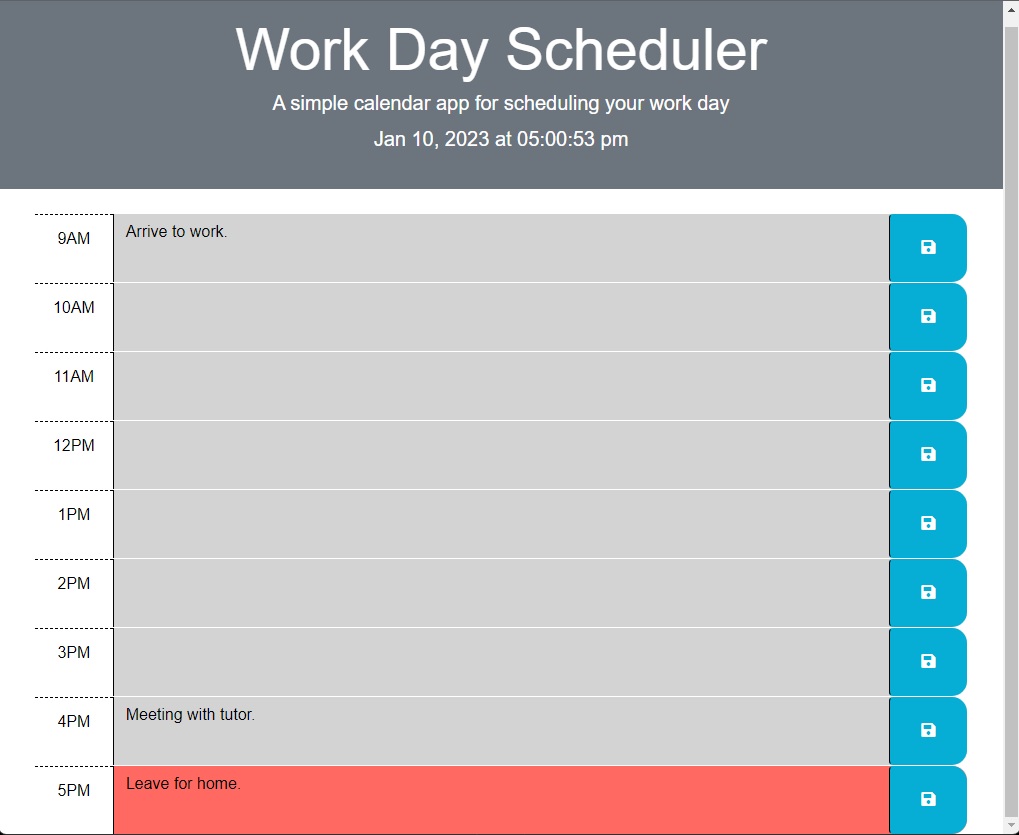 Work Day Scheduler
A simple calendar app for scheduling your work day
Jan 10, 2023 at 05:00:53 pm
9AM Arrive to work.
10AM
11AM
12PM
1PM
2PM
3PM
4PM Meeting with tutor.
5PM Leave for home.